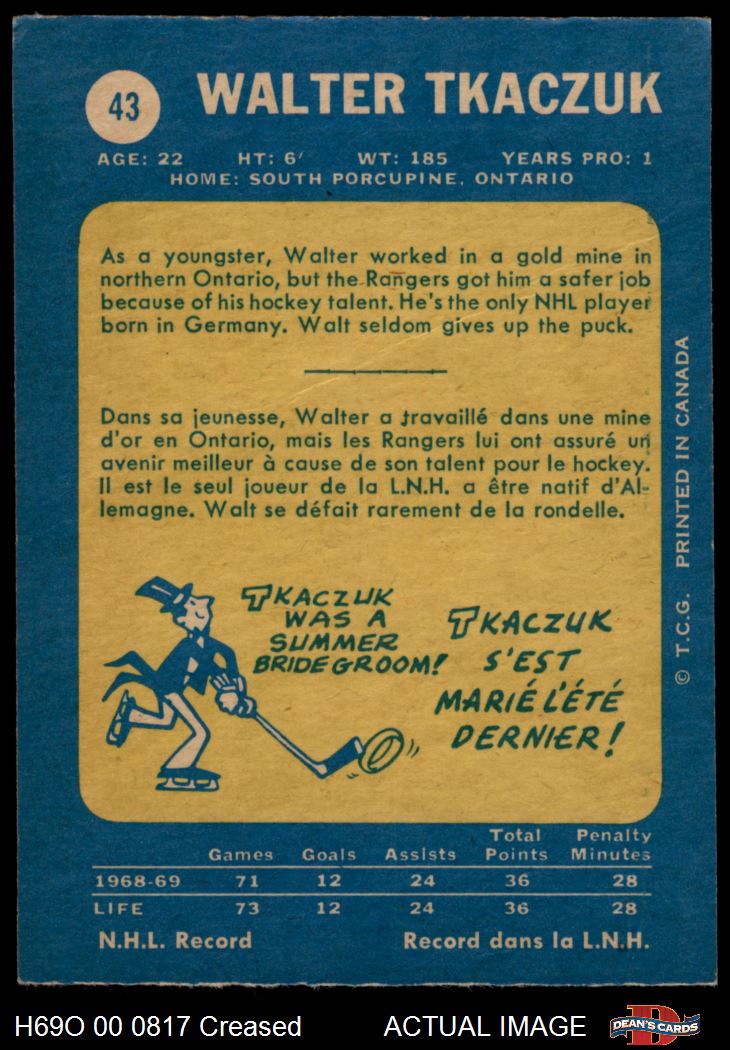 43
WALTER TKACZUK
AGE: 22 HT: 6' WT: 185 YEARS PRO: 1
HOME: SOUTH PORCUPINE, ONTARIO
As a youngster, Walter worked in a gold mine in
northern Ontario, but the Rangers got him a safer job
because of his hockey talent. He's the only NHL player
born in Germany. Walt seldom gives up the puck.
Dans sa jeunesse, Walter a travaillé dans une mine
d'or en Ontario, mais les Rangers lui ont assuré un
avenir meilleur à cause de son talent pour le hockey.
Il est le seul joueur de la L.N.H. a être natif d'Al-
lemagne. Walt se défait rarement de la rondelle.
TKACZUK
WAS A
SUMMER
BRIDEGROOM!
TKACZUK
S'EST
MARIÉ L'ÉTÉ
DERNIER!
© T.C.G. PRINTED IN CANADA
Games Goals Assists Total Points Penalty Minutes
1968-69 71 12 24 36 28
LIFE 73 12 24 36 28
N.H.L. Record Record dans la L.N.H.
H69O 00 0817 Creased ACTUAL IMAGE
DEAN'S CARDS